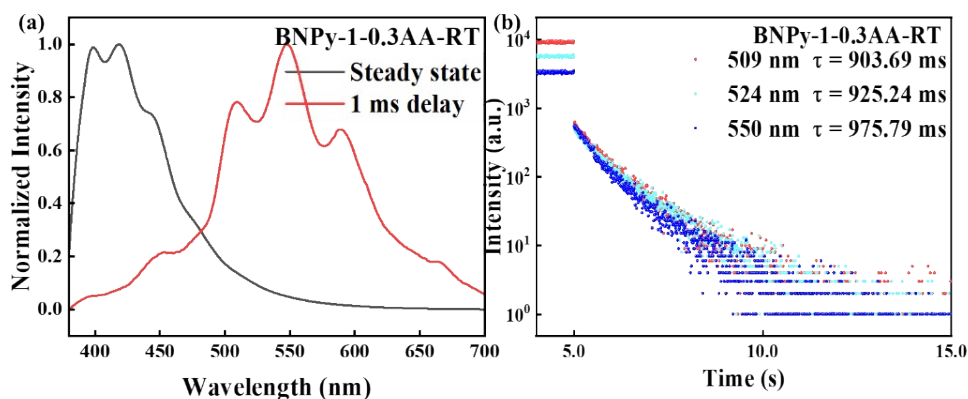 (a)
BNPy-1-0.3AA-RT
Steady state
1 ms delay
Normalized Intensity
1.0
0.8
0.6
0.4
0.2
0.0
400 450 500 550 600 650 700
Wavelength (nm)
(b)
BNPy-1-0.3AA-RT
509 nm τ = 903.69 ms
524 nm τ = 925.24 ms
550 nm τ = 975.79 ms
Intensity (a.u.)
10⁴
10³
10²
10¹
10⁰
5.0 10.0 15.0
Time (s)